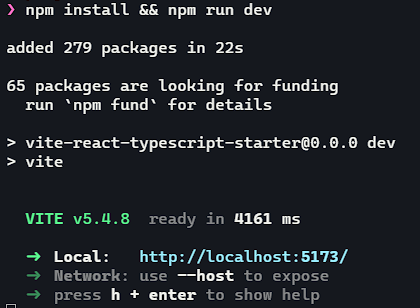 ❯ npm install && npm run dev
added 279 packages in 22s
65 packages are looking for funding
run `npm fund` for details
> vite-react-typescript-starter@0.0.0 dev
> vite
VITE v5.4.8 ready in 4161 ms
➜ Local: http://localhost:5173/
➜ Network: use --host to expose
➜ press h + enter to show help